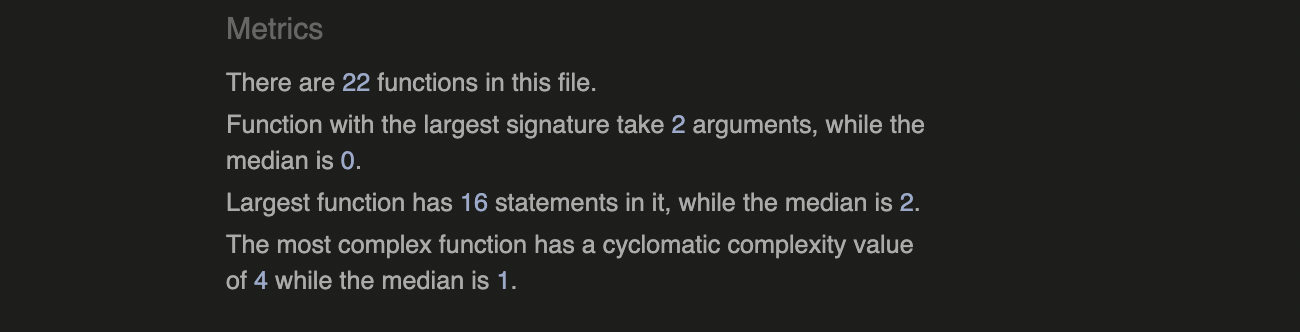 Metrics
There are 22 functions in this file.
Function with the largest signature take 2 arguments, while the
median is 0.
Largest function has 16 statements in it, while the median is 2.
The most complex function has a cyclomatic complexity value
of 4 while the median is 1.